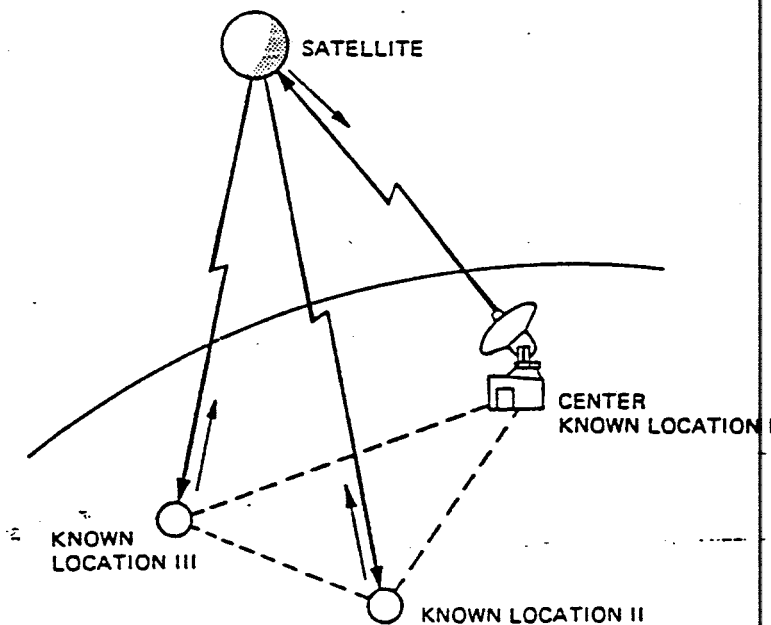 SATELLITE
CENTER
KNOWN LOCATION I
KNOWN
LOCATION III
KNOWN LOCATION II